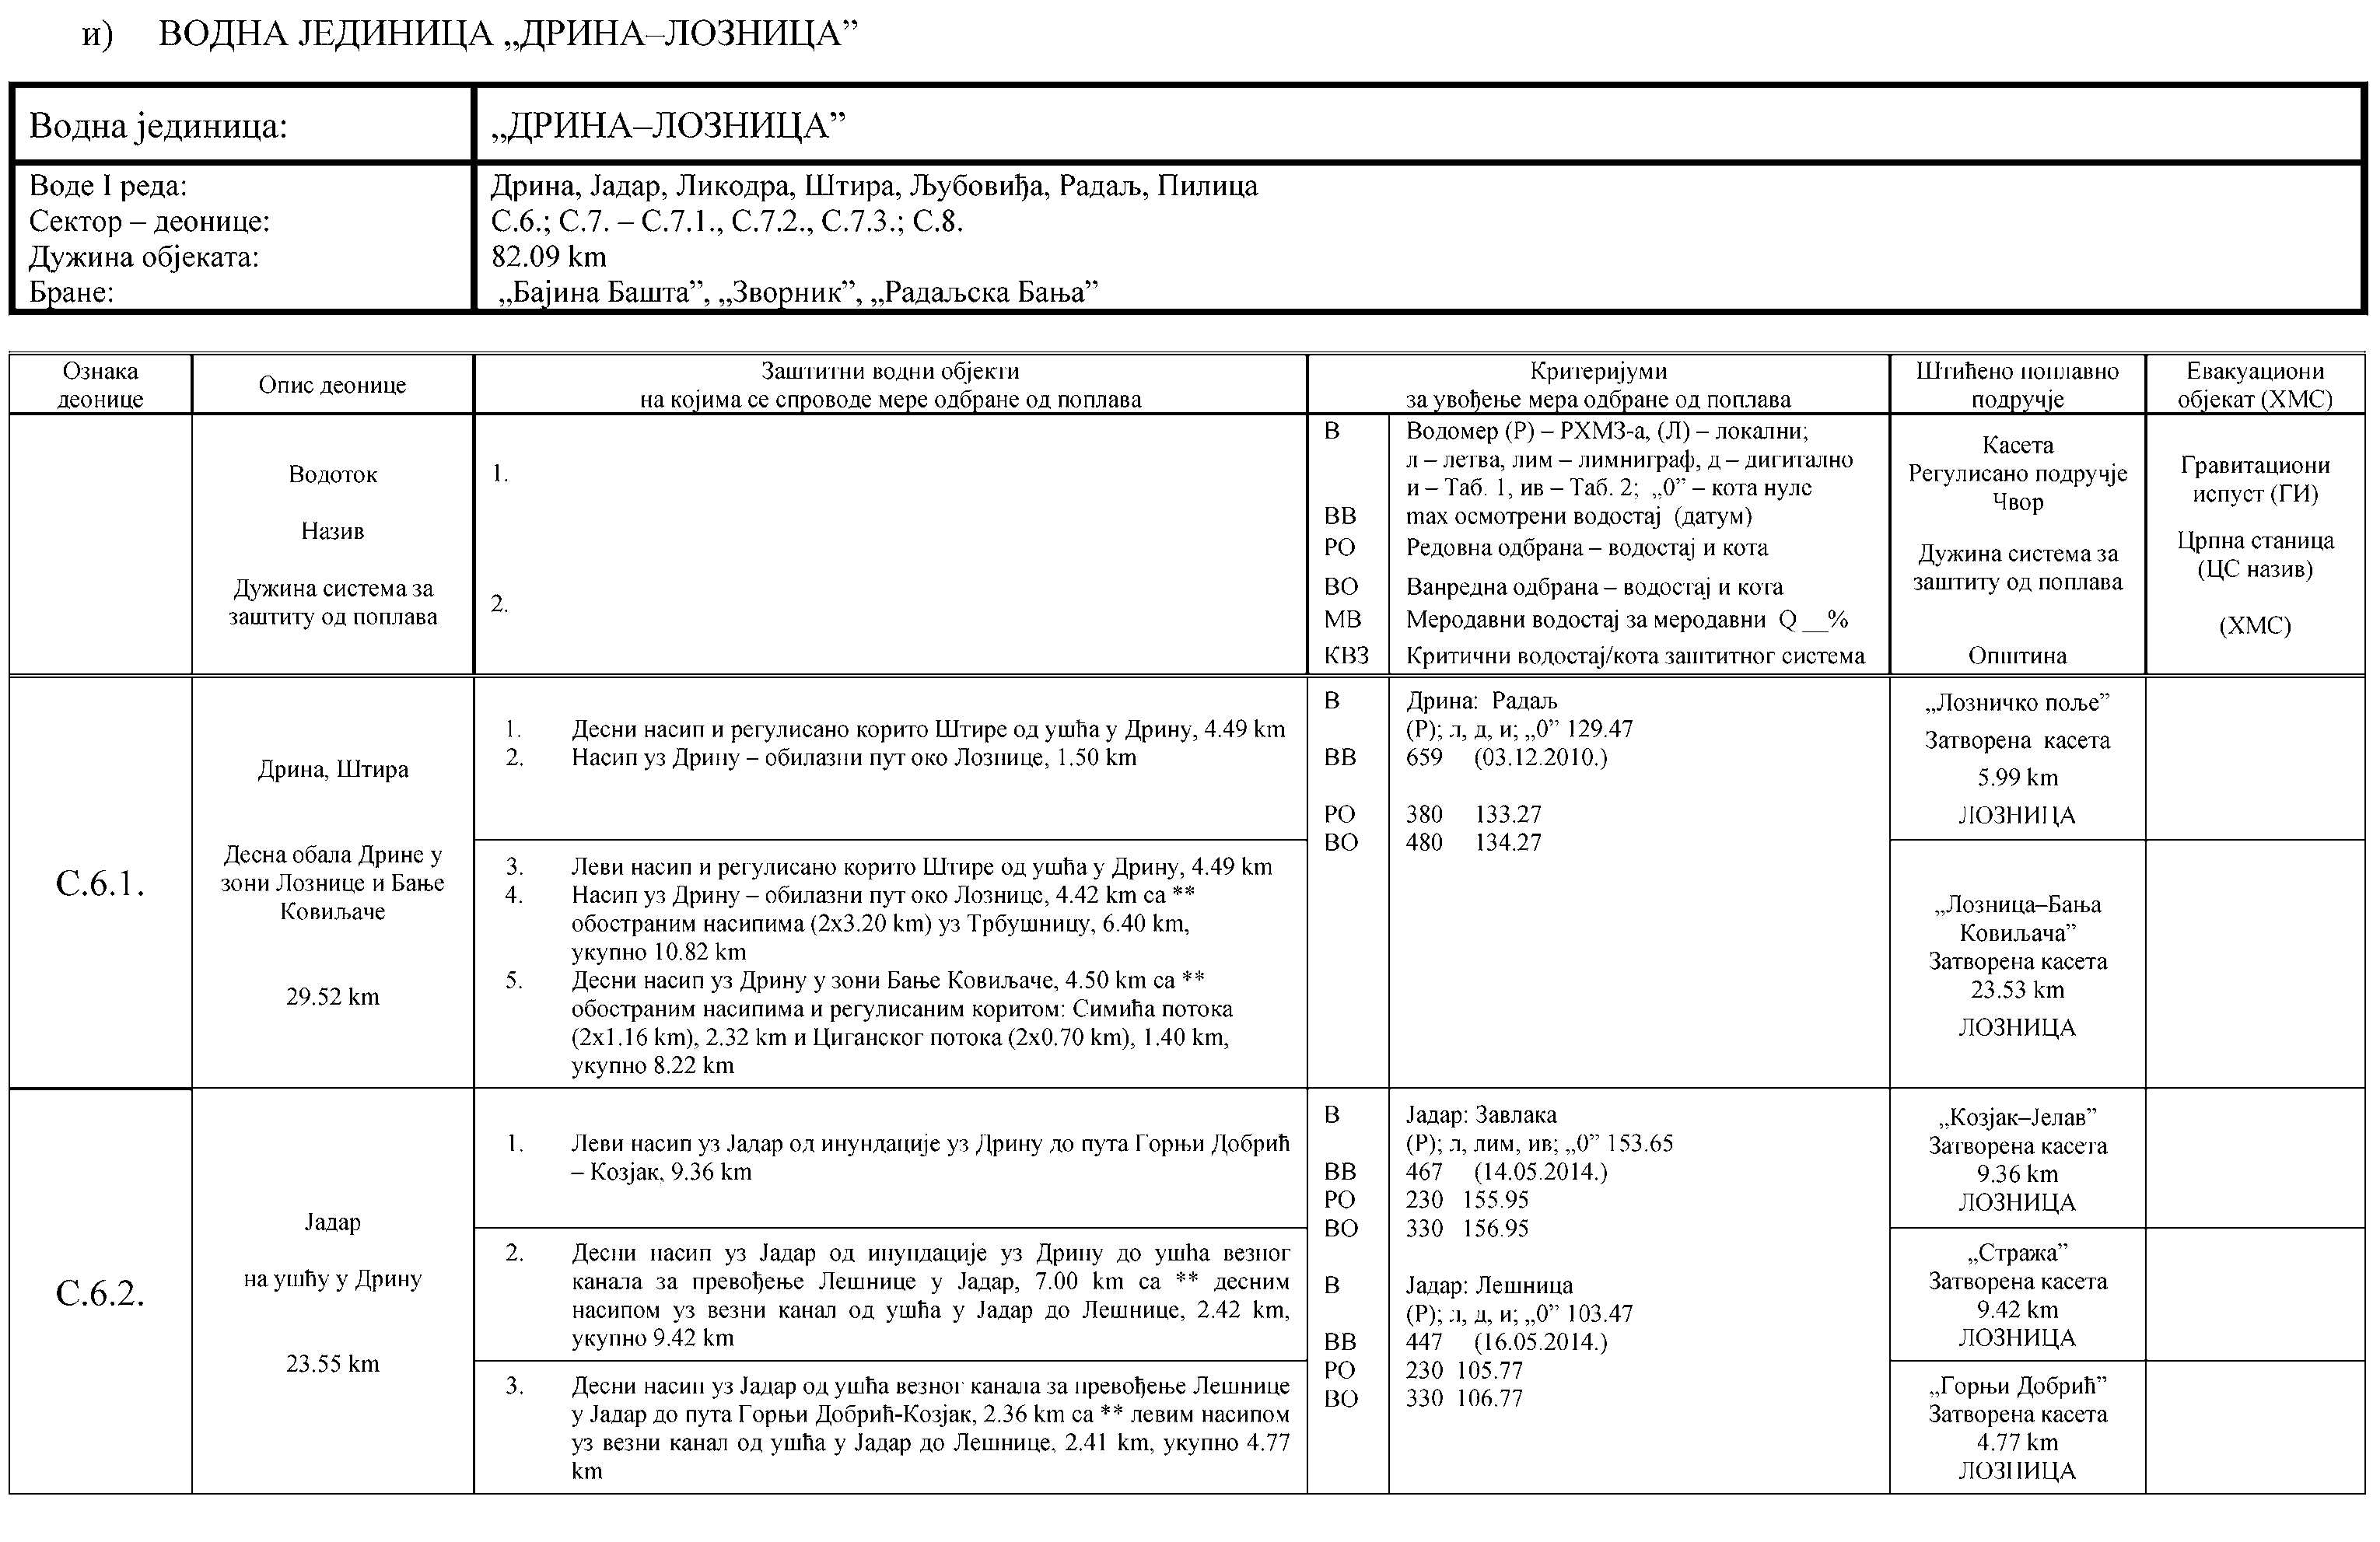 и) ВОДНА ЈЕДИНИЦА „ДРИНА–ЛОЗНИЦА”
Водна јединица:
„ДРИНА–ЛОЗНИЦА”
Воде I реда:
Дрина, Јадар, Ликодра, Штира, Љубовиђа, Радаљ, Пилица
Сектор – деонице:
С.6.; С.7. – С.7.1., С.7.2., С.7.3.; С.8.
Дужина објеката:
82.09 km
Бране:
„Бајина Башта”, „Зворник”, „Радаљска Бања”
Ознака
деонице
Опис деонице
Заштитни водни објекти
на којима се спроводе мере одбране од поплава
Критеријуми
за увођење мера одбране од поплава
Штићено поплавно
подручје
Евакуациони
објекат (ХМС)
Водоток
Назив
Дужина система за
заштиту од поплава
1.
2.
В Водомер (Р) – РХМЗ-а, (Л) – локални;
л – летва, лим – лимниграф, д – дигитално
и – Таб. 1, ив – Таб. 2; „0” – кота нуле
ВВ max осмотрени водостај (датум)
РО Редовна одбрана – водостај и кота
ВО Ванредна одбрана – водостај и кота
МВ Меродавни водостај за меродавни Q __%
КВЗ Критични водостај/кота заштитног система
Касета
Регулисано подручје
Чвор
Дужина система за
заштиту од поплава
Општина
Гравитациони
испуст (ГИ)
Црпна станица
(ЦС назив)
(ХМС)
С.6.1.
Дрина, Штира
Десна обала Дрине у
зони Лознице и Бање
Ковиљаче
29.52 km
1. Десни насип и регулисано корито Штире од ушћа у Дрину, 4.49 km
2. Насип уз Дрину – обилазни пут око Лознице, 1.50 km
3. Леви насип и регулисано корито Штире од ушћа у Дрину, 4.49 km
4. Насип уз Дрину – обилазни пут око Лознице, 4.42 km са **
обостраним насипима (2x3.20 km) уз Трбушницу, 6.40 km,
укупно 10.82 km
5. Десни насип уз Дрину у зони Бање Ковиљаче, 4.50 km са **
обостраним насипима и регулисаним коритом: Симића потока
(2x1.16 km), 2.32 km и Циганског потока (2x0.70 km), 1.40 km,
укупно 8.22 km
В Дрина: Радаљ
(Р); л, д, и; „0” 129.47
ВВ 659 (03.12.2010.)
РО 380 133.27
ВО 480 134.27
„Лозничко поље”
Затворена касета
5.99 km
ЛОЗНИЦА
„Лозница–Бања
Ковиљача”
Затворена касета
23.53 km
ЛОЗНИЦА
С.6.2.
Јадар
на ушћу у Дрину
23.55 km
1. Леви насип уз Јадар од инундације уз Дрину до пута Горњи Добрић
– Козјак, 9.36 km
2. Десни насип уз Јадар од инундације уз Дрину до ушћа везног
канала за превођење Лешнице у Јадар, 7.00 km са ** десним
насипом уз везни канал од ушћа у Јадар до Лешнице, 2.42 km,
укупно 9.42 km
3. Десни насип уз Јадар од ушћа везног канала за превођење Лешнице
у Јадар до пута Горњи Добрић-Козјак, 2.36 km са ** левим насипом
уз везни канал од ушћа у Јадар до Лешнице, 2.41 km, укупно 4.77
km
В Јадар: Завлака
(Р); л, лим, ив; „0” 153.65
ВВ 467 (14.05.2014.)
РО 230 155.95
ВО 330 156.95
В Јадар: Лешница
(Р); л, д, и; „0” 103.47
ВВ 447 (16.05.2014.)
РО 230 105.77
ВО 330 106.77
„Козјак–Јелав”
Затворена касета
9.36 km
ЛОЗНИЦА
„Стража”
Затворена касета
9.42 km
ЛОЗНИЦА
„Горњи Добрић”
Затворена касета
4.77 km
ЛОЗНИЦА